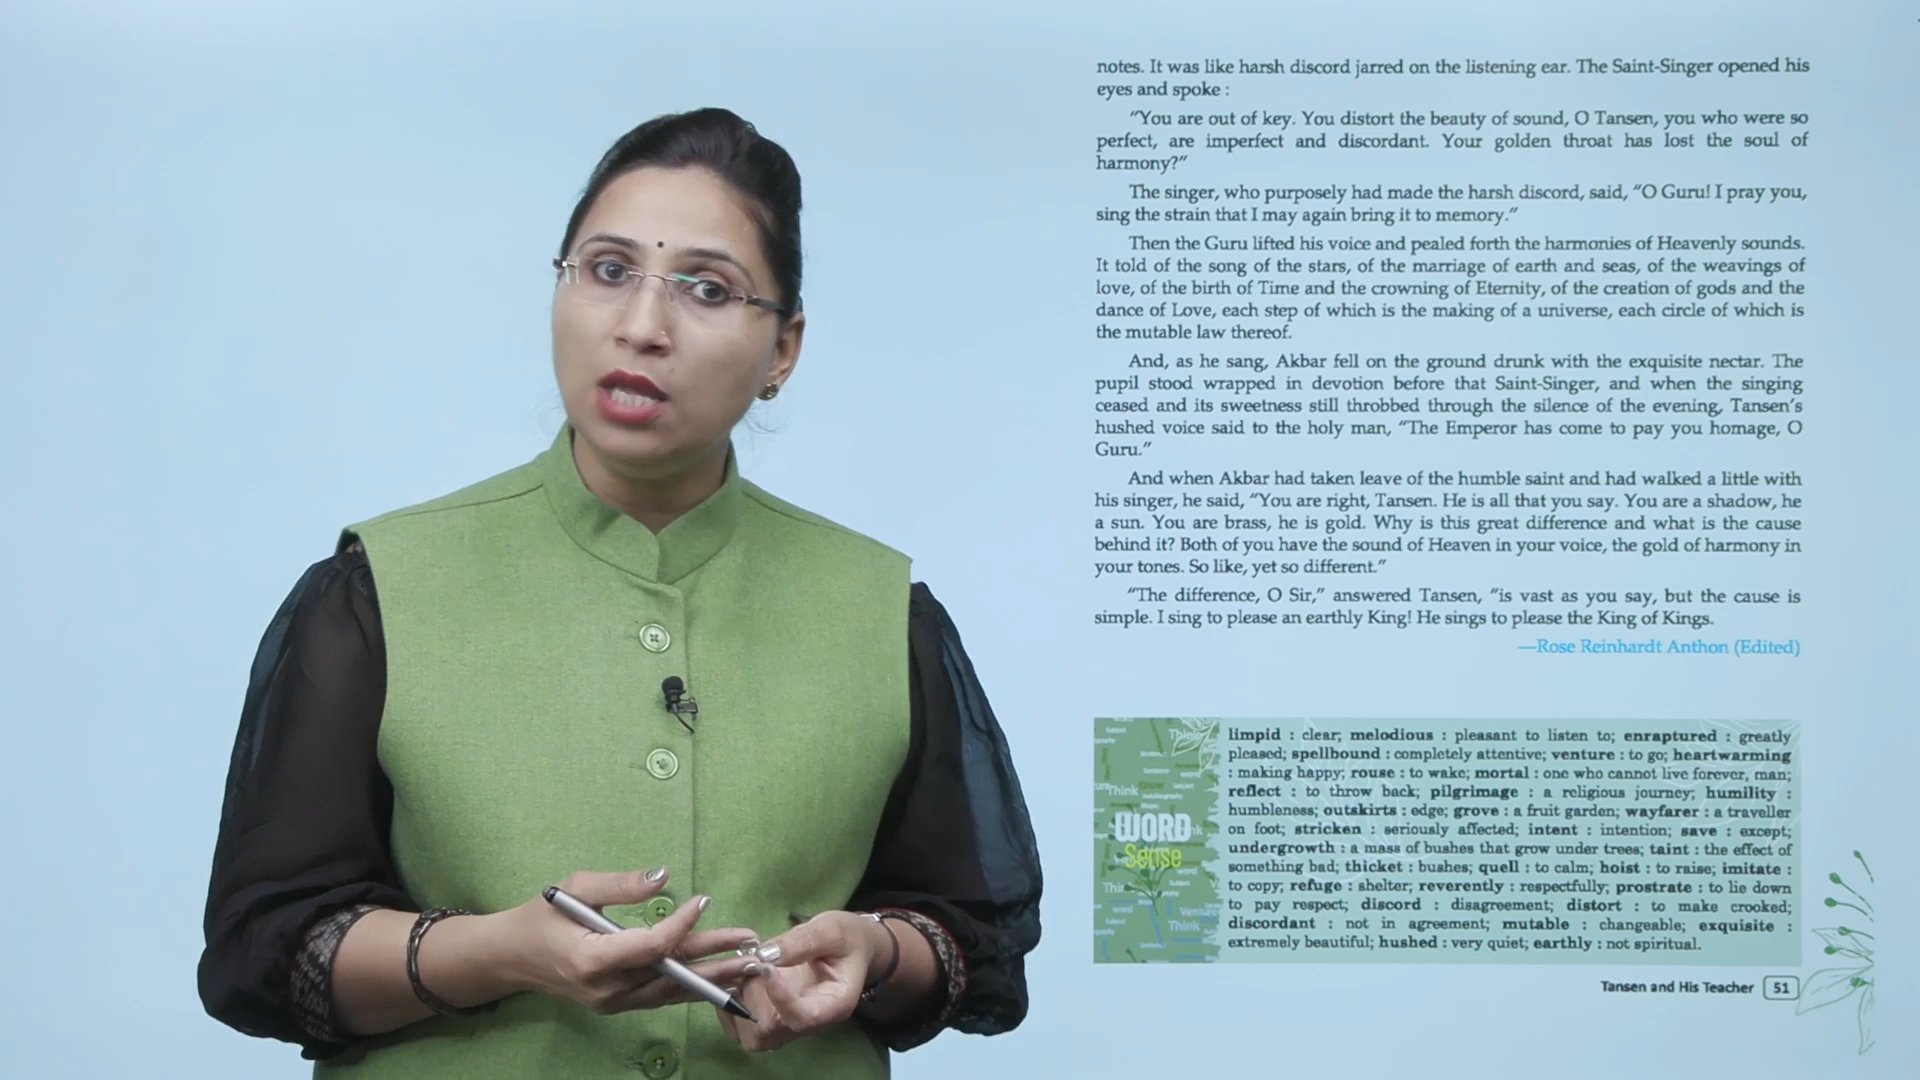 notes. It was like harsh discord jarred on the listening ear. The Saint-Singer opened his
eyes and spoke :
"You are out of key. You distort the beauty of sound, O Tansen, you who were so
perfect, are imperfect and discordant. Your golden throat has lost the soul of
harmony?"
The singer, who purposely had made the harsh discord, said, "O Guru! I pray you,
sing the strain that I may again bring it to memory."
Then the Guru lifted his voice and pealed forth the harmonies of Heavenly sounds.
It told of the song of the stars, of the marriage of earth and seas, of the weavings of
love, of the birth of Time and the crowning of Eternity, of the creation of gods and the
dance of Love, each step of which is the making of a universe, each circle of which is
the mutable law thereof.
And, as he sang, Akbar fell on the ground drunk with the exquisite nectar. The
pupil stood wrapped in devotion before that Saint-Singer, and when the singing
ceased and its sweetness still throbbed through the silence of the evening, Tansen's
hushed voice said to the holy man, "The Emperor has come to pay you homage, O
Guru."
And when Akbar had taken leave of the humble saint and had walked a little with
his singer, he said, "You are right, Tansen. He is all that you say. You are a shadow, he
a sun. You are brass, he is gold. Why is this great difference and what is the cause
behind it? Both of you have the sound of Heaven in your voice, the gold of harmony in
your tones. So like, yet so different."
"The difference, O Sir," answered Tansen, "is vast as you say, but the cause is
simple. I sing to please an earthly King! He sings to please the King of Kings.
—Rose Reinhardt Anthon (Edited)
WORD
Sense
limpid : clear; melodious : pleasant to listen to; enraptured : greatly
pleased; spellbound : completely attentive; venture : to go; heartwarming
: making happy; rouse : to wake; mortal : one who cannot live forever, man;
reflect : to throw back; pilgrimage : a religious journey; humility :
humbleness; outskirts : edge; grove : a fruit garden; wayfarer : a traveller
on foot; stricken : seriously affected; intent : intention; save : except;
undergrowth : a mass of bushes that grow under trees; taint : the effect of
something bad; thicket : bushes; quell : to calm; hoist : to raise; imitate :
to copy; refuge : shelter; reverently : respectfully; prostrate : to lie down
to pay respect; discord : disagreement; distort : to make crooked;
discordant : not in agreement; mutable : changeable; exquisite :
extremely beautiful; hushed : very quiet; earthly : not spiritual.
Tansen and His Teacher 51